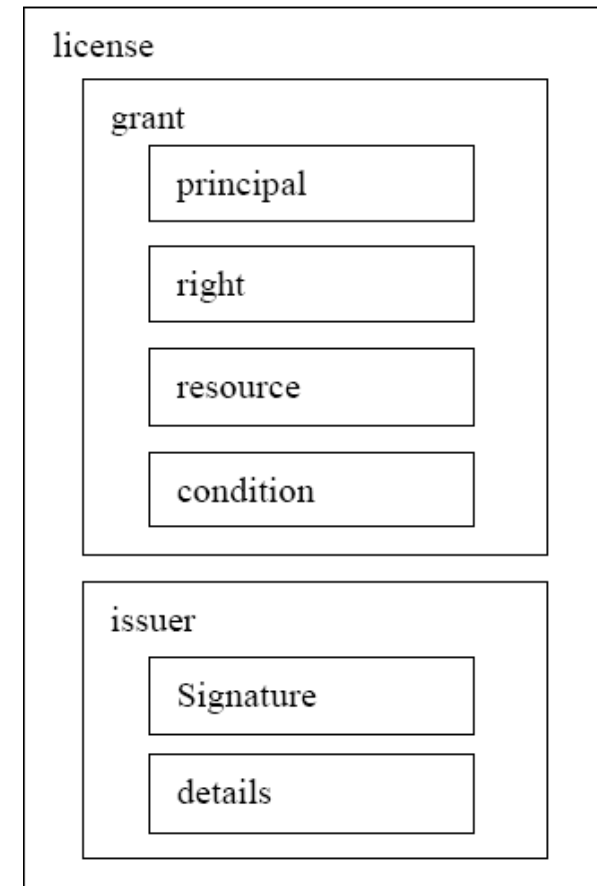 license
grant
principal
right
resource
condition
issuer
Signature
details